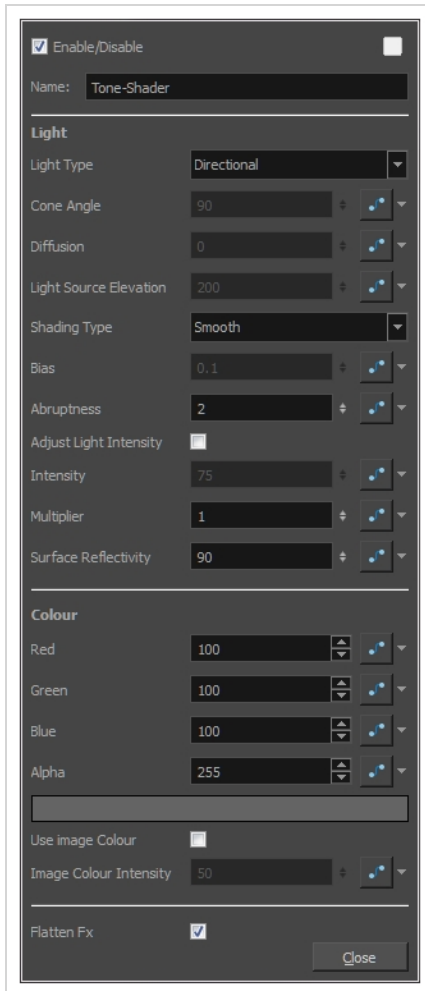 Enable/Disable
Name: Tone-Shader
Light
Light Type Directional
Cone Angle 90
Diffusion 0
Light Source Elevation 200
Shading Type Smooth
Bias 0.1
Abruptness 2
Adjust Light Intensity
Intensity 75
Multiplier 1
Surface Reflectivity 90
Colour
Red 100
Green 100
Blue 100
Alpha 255
Use image Colour
Image Colour Intensity 50
Flatten Fx
Close